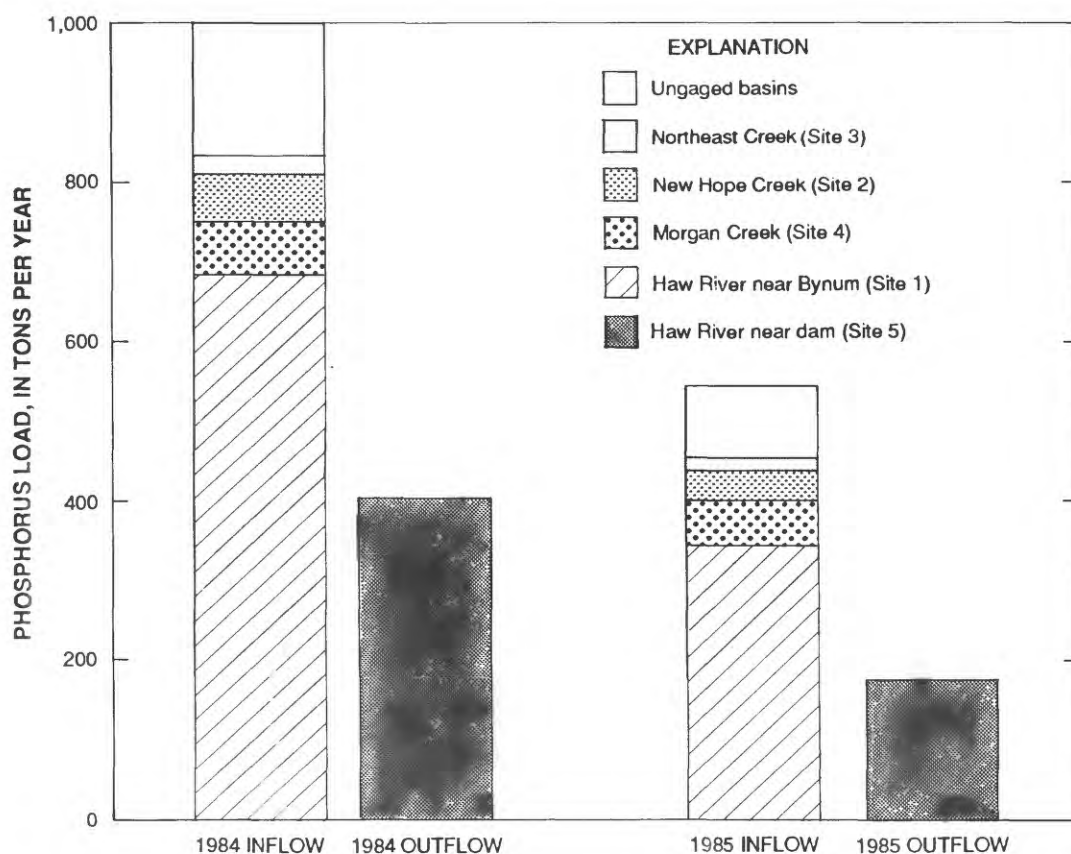 PHOSPHORUS LOAD, IN TONS PER YEAR
1,000
800
600
400
200
0
EXPLANATION
Ungaged basins
Northeast Creek (Site 3)
New Hope Creek (Site 2)
Morgan Creek (Site 4)
Haw River near Bynum (Site 1)
Haw River near dam (Site 5)
1984 INFLOW
1984 OUTFLOW
1985 INFLOW
1985 OUTFLOW